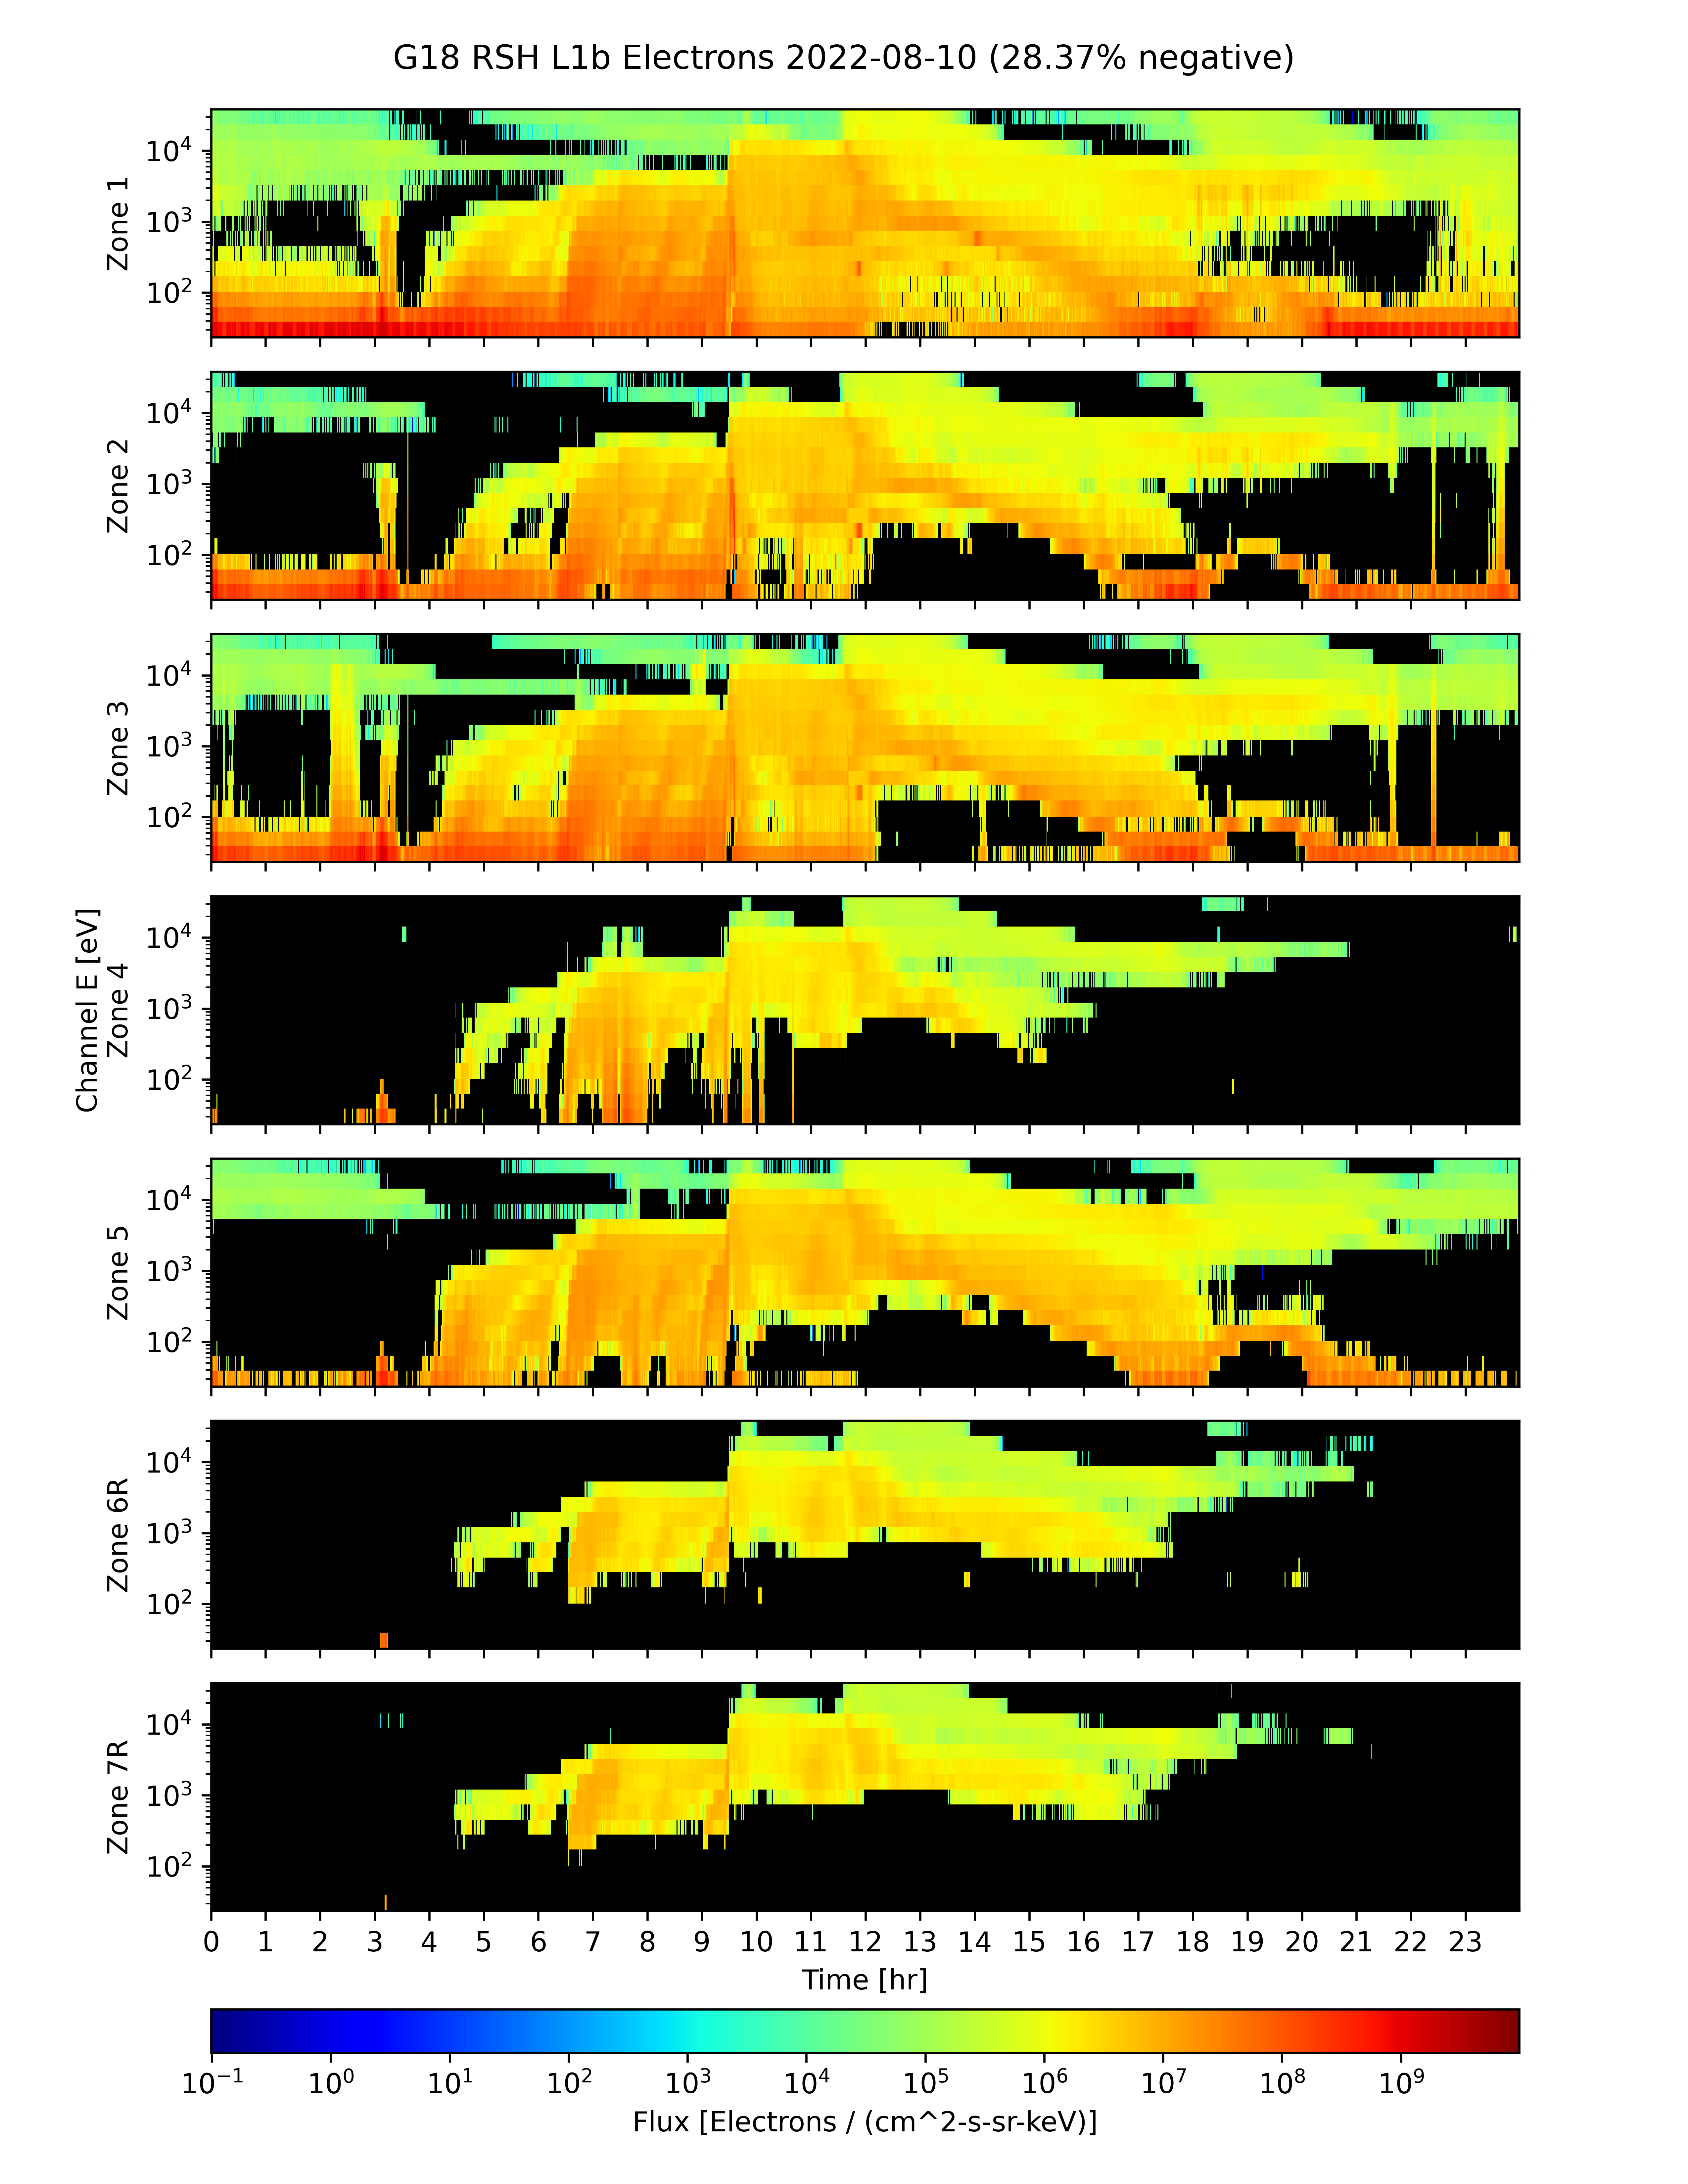 G18 RSH L1b Electrons 2022-08-10 (28.37% negative)
Zone 1
10^4
10^3
10^2
Zone 2
10^4
10^3
10^2
Zone 3
10^4
10^3
10^2
Channel E [eV]
Zone 4
10^4
10^3
10^2
Zone 5
10^4
10^3
10^2
Zone 6R
10^4
10^3
10^2
Zone 7R
10^4
10^3
10^2
0 1 2 3 4 5 6 7 8 9 10 11 12 13 14 15 16 17 18 19 20 21 22 23
Time [hr]
10^−1 10^0 10^1 10^2 10^3 10^4 10^5 10^6 10^7 10^8 10^9
Flux [Electrons / (cm^2-s-sr-keV)]